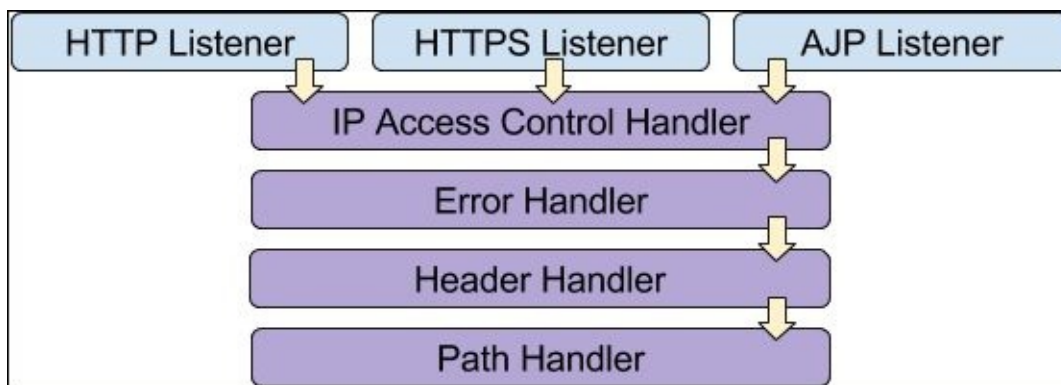 HTTP Listener
HTTPS Listener
AJP Listener
IP Access Control Handler
Error Handler
Header Handler
Path Handler